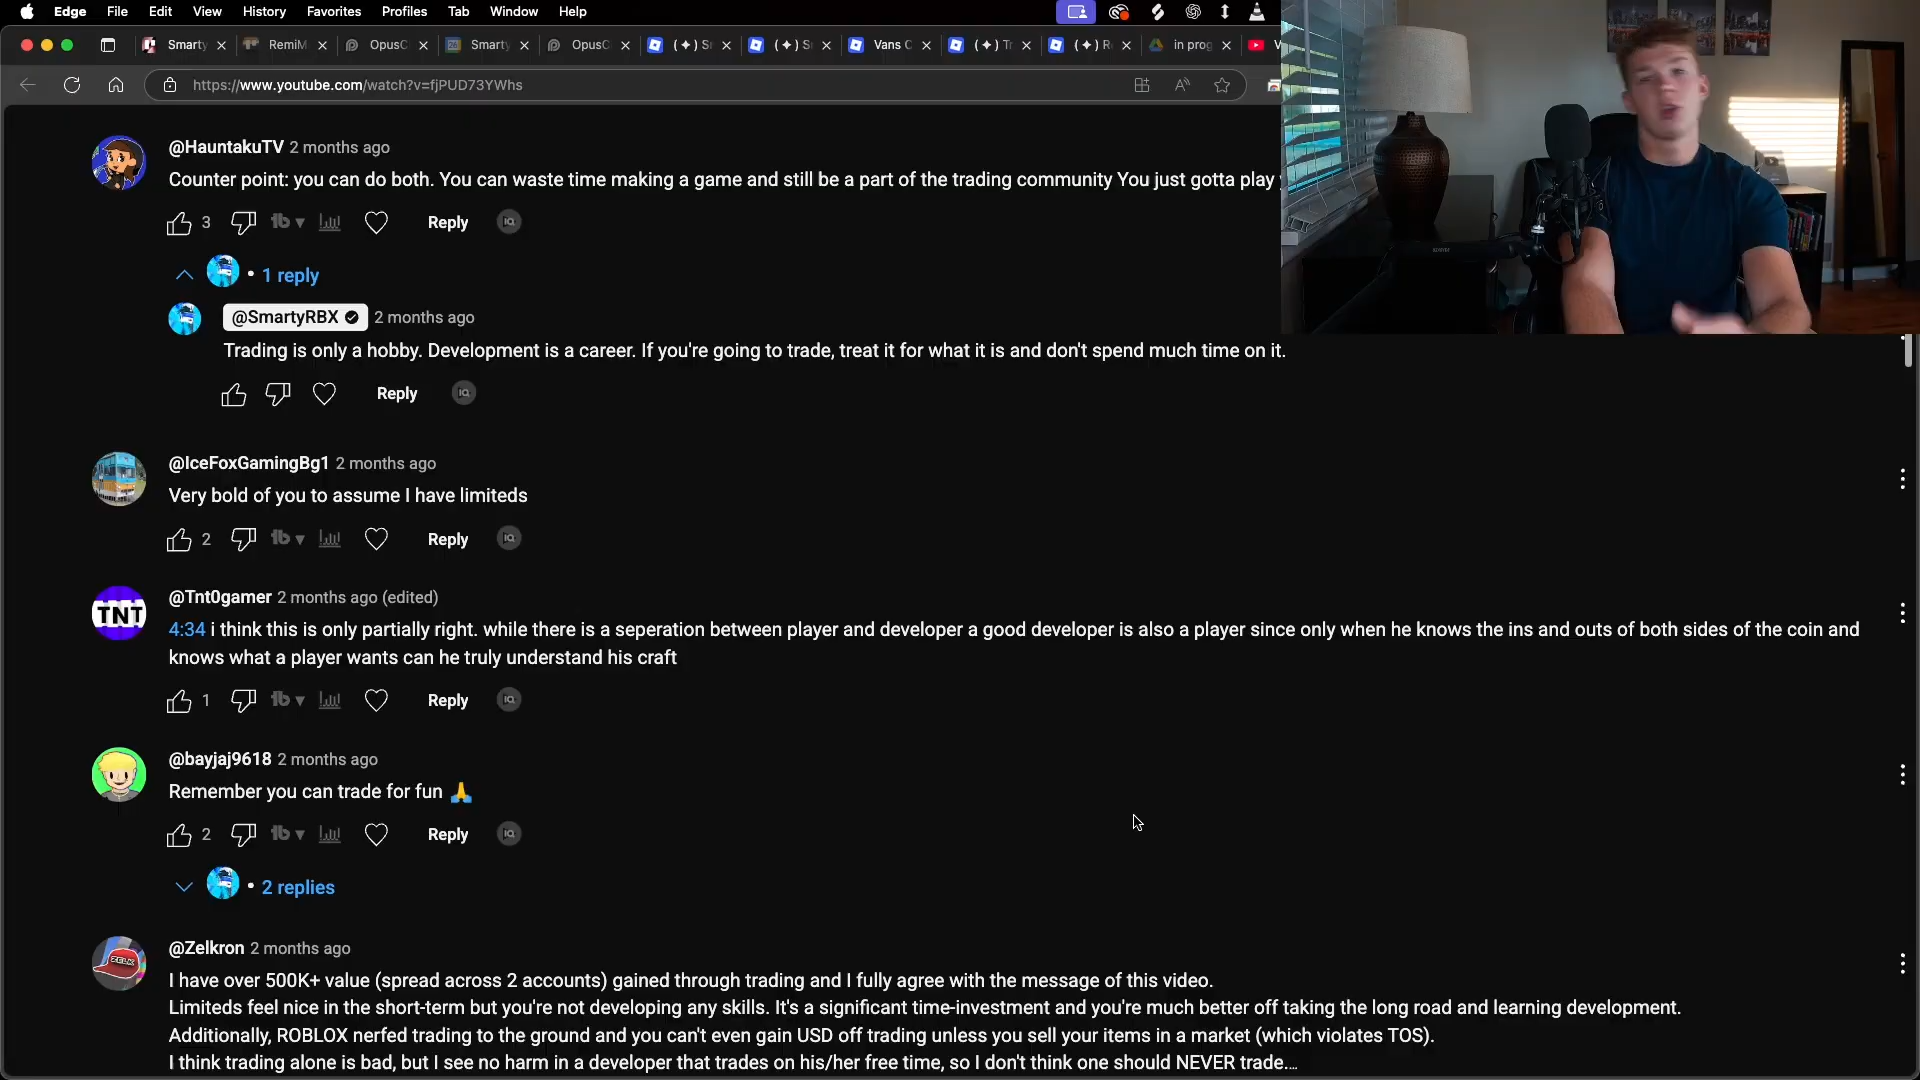 Edge File Edit View History Favorites Profiles Tab Window Help
Smarty RemiM OpusC Smarty OpusC Vans C in prog
https://www.youtube.com/watch?v=fjPUD73YWhs
@HauntakuTV 2 months ago
Counter point: you can do both. You can waste time making a game and still be a part of the trading community You just gotta play
3 Reply
1 reply
@SmartyRBX 2 months ago
Trading is only a hobby. Development is a career. If you're going to trade, treat it for what it is and don't spend much time on it.
Reply
@IceFoxGamingBg1 2 months ago
Very bold of you to assume I have limiteds
2 Reply
TNT
@Tnt0gamer 2 months ago (edited)
4:34 i think this is only partially right. while there is a seperation between player and developer a good developer is also a player since only when he knows the ins and outs of both sides of the coin and
knows what a player wants can he truly understand his craft
1 Reply
@bayjaj9618 2 months ago
Remember you can trade for fun 🙏
2 Reply
2 replies
@Zelkron 2 months ago
I have over 500K+ value (spread across 2 accounts) gained through trading and I fully agree with the message of this video.
Limiteds feel nice in the short-term but you're not developing any skills. It's a significant time-investment and you're much better off taking the long road and learning development.
Additionally, ROBLOX nerfed trading to the ground and you can't even gain USD off trading unless you sell your items in a market (which violates TOS).
I think trading alone is bad, but I see no harm in a developer that trades on his/her free time, so I don't think one should NEVER trade...